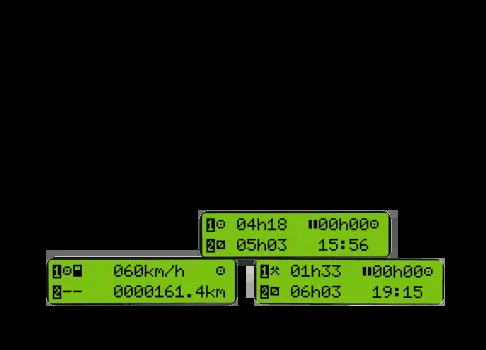 1 04h18 00h00
2 05h03 15:56
1 060km/h
2-- 0000161.4km
1 01h33 00h00
2 06h03 19:15